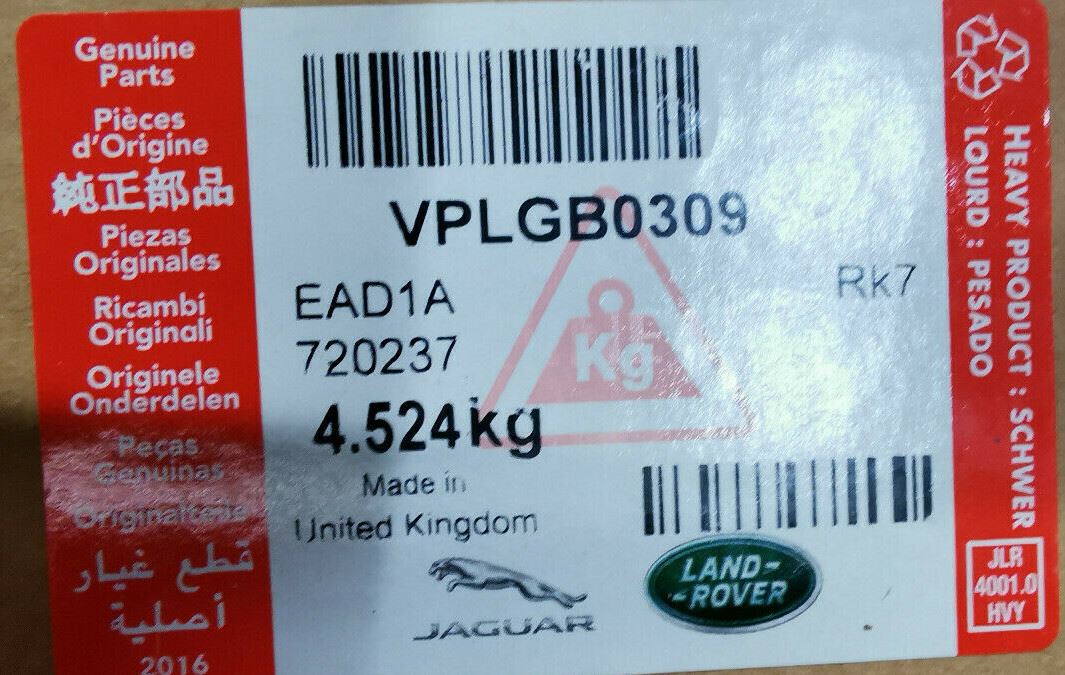 Genuine
Parts
Pièces
d'Origine
純正部品
Piezas
Originales
Ricambi
Originali
Originele
Onderdelen
Peças
Genuinas
Originalteile
قطع غيار
أصلية
2016
VPLGB0309
EAD1A
Rk7
720237
Kg
4.524kg
Made in
United Kingdom
JAGUAR
LAND-
-ROVER
HEAVY PRODUCT : SCHWER
LOURD : PESADO
JLR
4001.0
HVY